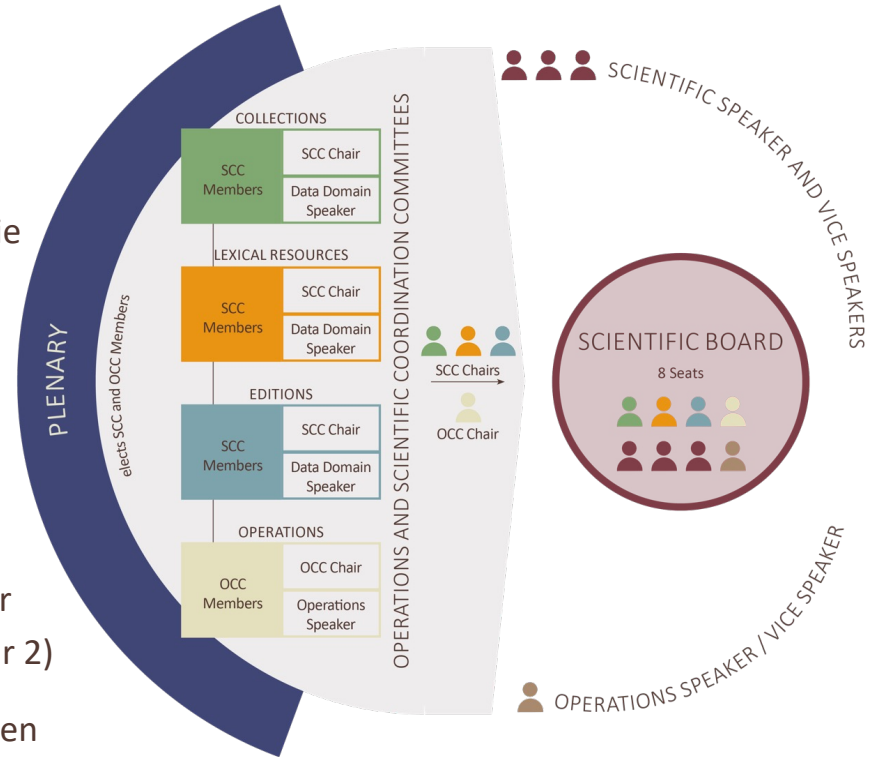 ie
r
r 2)
en
PLENARY
elects SCC and OCC Members
COLLECTIONS
SCC
Members
SCC Chair
Data Domain
Speaker
LEXICAL RESOURCES
SCC
Members
SCC Chair
Data Domain
Speaker
EDITIONS
SCC
Members
SCC Chair
Data Domain
Speaker
OPERATIONS
OCC
Members
OCC Chair
Operations
Speaker
OPERATIONS AND SCIENTIFIC COORDINATION COMMITTEES
SCC Chairs
OCC Chair
SCIENTIFIC SPEAKER AND VICE SPEAKERS
SCIENTIFIC BOARD
8 Seats
OPERATIONS SPEAKER / VICE SPEAKER